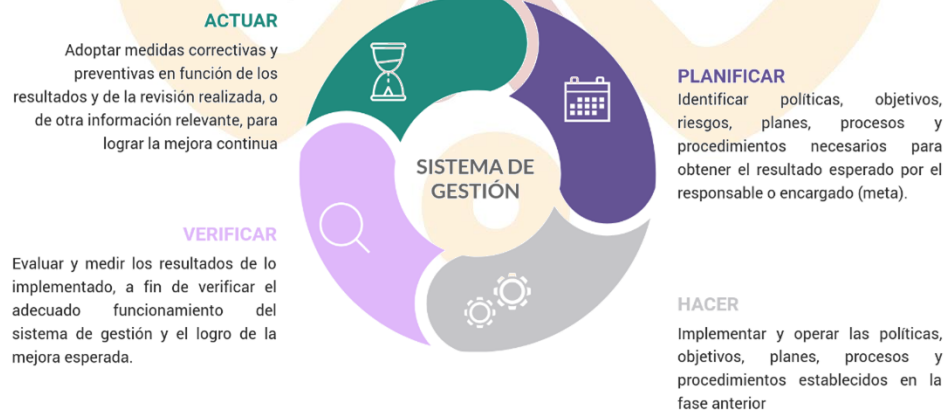 ACTUAR
Adoptar medidas correctivas y
preventivas en función de los
resultados y de la revisión realizada, o
de otra información relevante, para
lograr la mejora continua
PLANIFICAR
Identificar políticas, objetivos,
riesgos, planes, procesos y
procedimientos necesarios para
obtener el resultado esperado por el
responsable o encargado (meta).
SISTEMA DE
GESTIÓN
VERIFICAR
Evaluar y medir los resultados de lo
implementado, a fin de verificar el
adecuado funcionamiento del
sistema de gestión y el logro de la
mejora esperada.
HACER
Implementar y operar las políticas,
objetivos, planes, procesos y
procedimientos establecidos en la
fase anterior